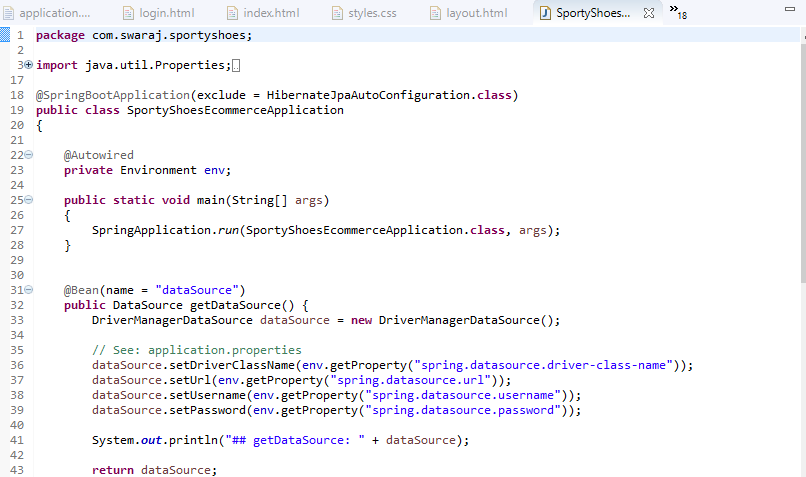 application.... login.html index.html styles.css layout.html SportyShoes... »18
1 package com.swaraj.sportyshoes;
2
3 import java.util.Properties;
17
18 @SpringBootApplication(exclude = HibernateJpaAutoConfiguration.class)
19 public class SportyShoesEcommerceApplication
20 {
21
22 @Autowired
23 private Environment env;
24
25 public static void main(String[] args)
26 {
27 SpringApplication.run(SportyShoesEcommerceApplication.class, args);
28 }
29
30
31 @Bean(name = "dataSource")
32 public DataSource getDataSource() {
33 DriverManagerDataSource dataSource = new DriverManagerDataSource();
34
35 // See: application.properties
36 dataSource.setDriverClassName(env.getProperty("spring.datasource.driver-class-name"));
37 dataSource.setUrl(env.getProperty("spring.datasource.url"));
38 dataSource.setUsername(env.getProperty("spring.datasource.username"));
39 dataSource.setPassword(env.getProperty("spring.datasource.password"));
40
41 System.out.println("## getDataSource: " + dataSource);
42
43 return dataSource;